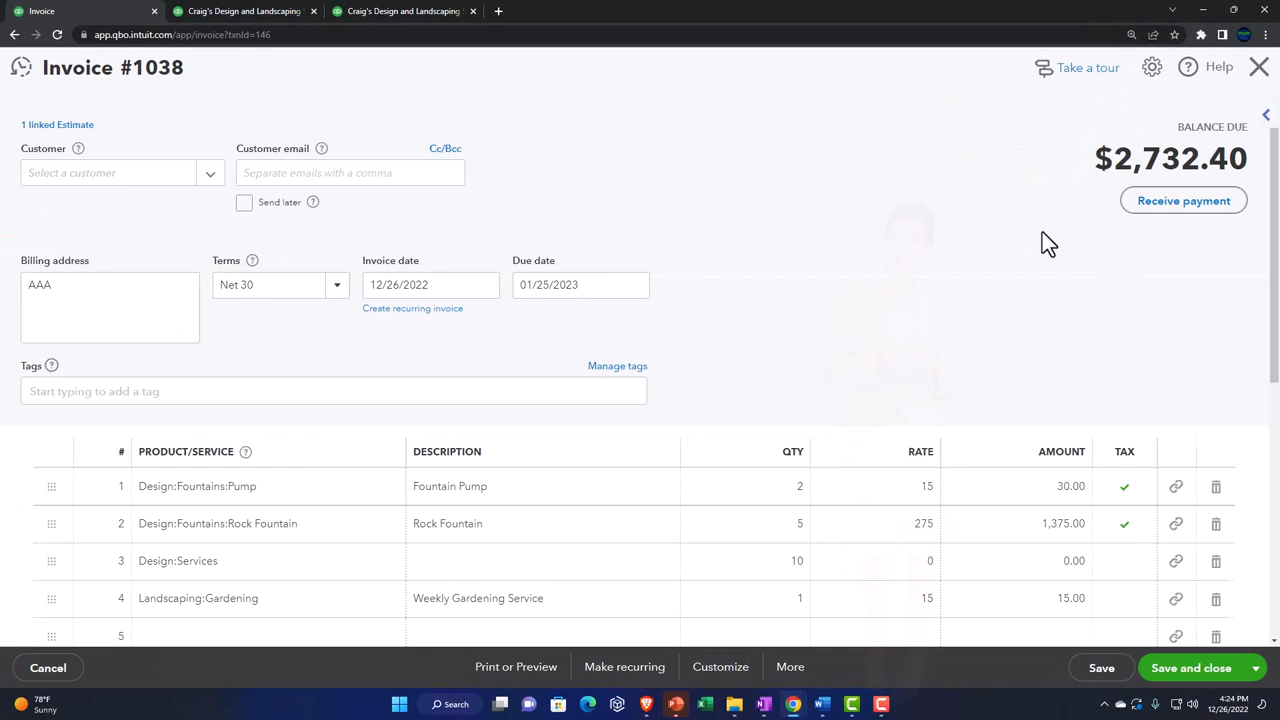 Invoice
Craig's Design and Landscaping
Craig's Design and Landscaping
app.qbo.intuit.com/app/invoice?txnId=146
Invoice #1038
Take a tour
Help
1 linked Estimate
BALANCE DUE
Customer
Customer email
Cc/Bcc
$2,732.40
Select a customer
Separate emails with a comma
Send later
Receive payment
Billing address
Terms
Invoice date
Due date
AAA
Net 30
12/26/2022
01/25/2023
Create recurring invoice
Tags
Manage tags
Start typing to add a tag
# PRODUCT/SERVICE DESCRIPTION QTY RATE AMOUNT TAX
1 Design:Fountains:Pump Fountain Pump 2 15 30.00
2 Design:Fountains:Rock Fountain Rock Fountain 5 275 1,375.00
3 Design:Services 10 0 0.00
4 Landscaping:Gardening Weekly Gardening Service 1 15 15.00
5
Cancel
Print or Preview
Make recurring
Customize
More
Save
Save and close
78°F
Sunny
Search
4:24 PM
12/26/2022